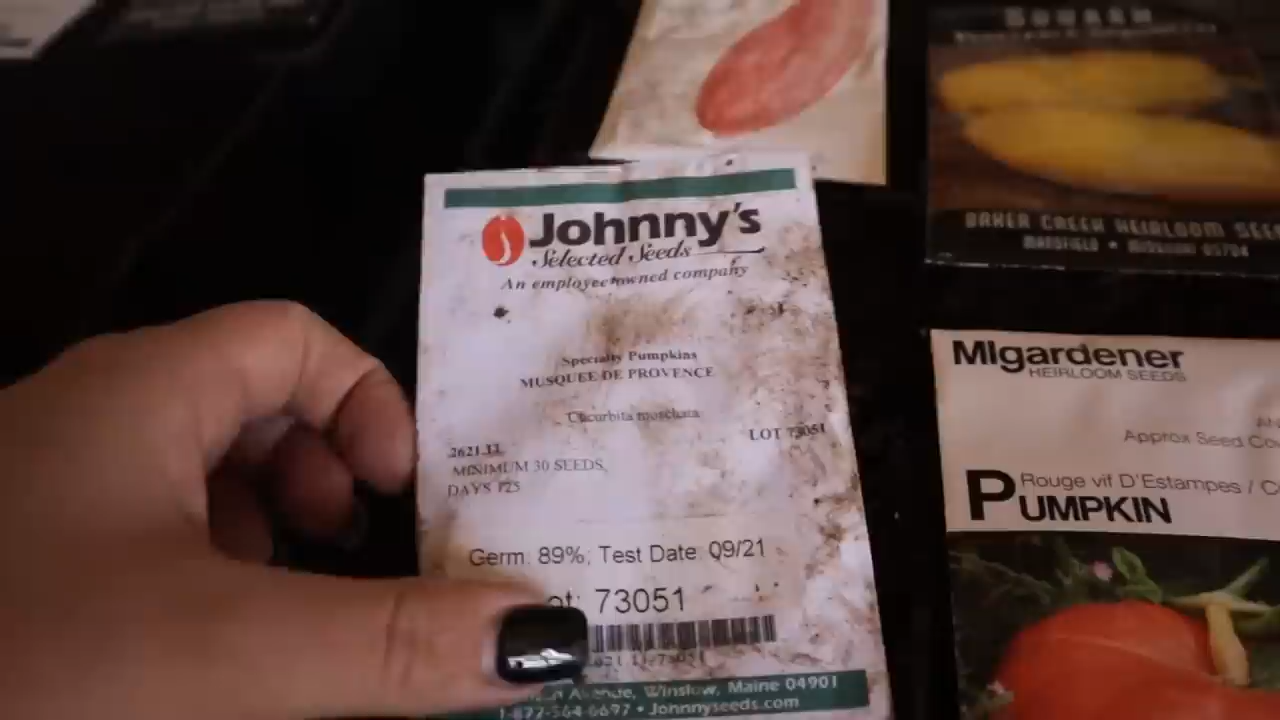 Johnny's
Selected Seeds
An employee-owned company
Specialty Pumpkins
MUSQUEE DE PROVENCE
Cucurbita moschata
LOT 73051
2621.11
MINIMUM 30 SEEDS,
DAYS 125
Germ: 89%, Test Date: 09/21
ot: 73051
Avenue, Winslow, Maine 04901
1-877-564-6697 • Johnnyseeds.com
SQUASH
BAKER CREEK HEIRLOOM SEE
MANSFIELD • MISSOURI 65704
MIgardener
HEIRLOOM SEEDS
Approx Seed Co
Rouge vif D'Estampes / C
PUMPKIN